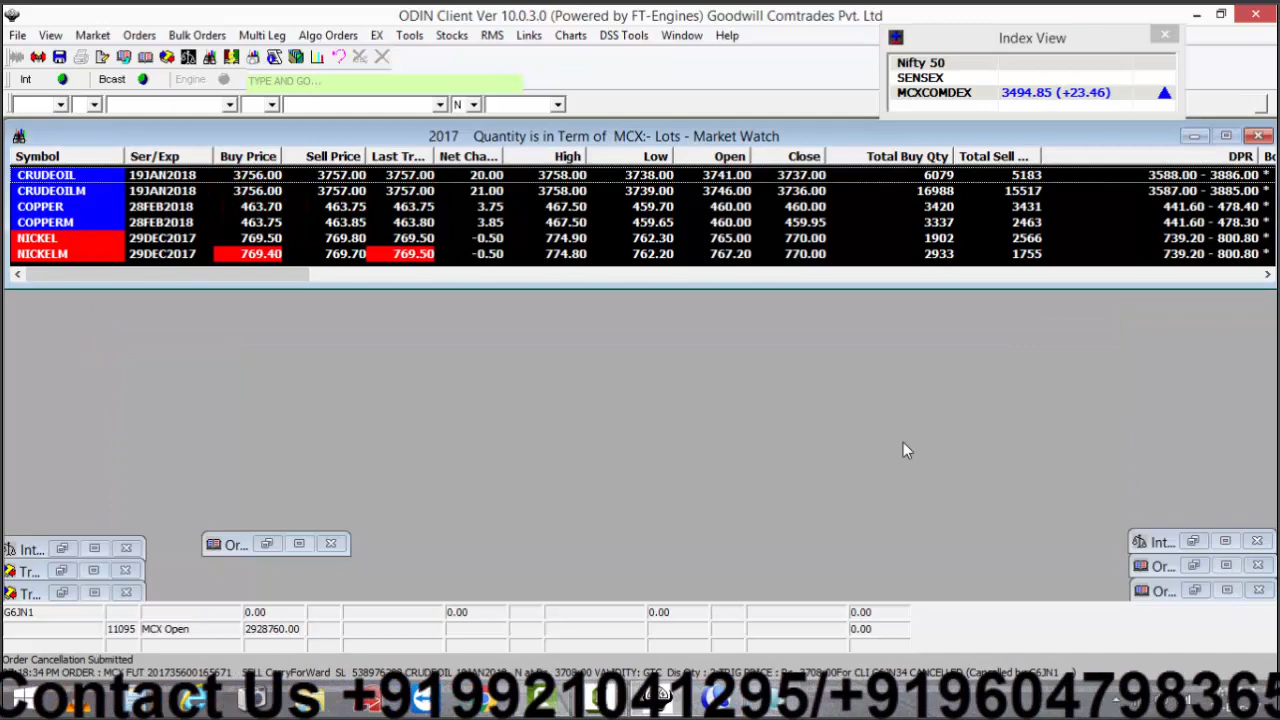 ODIN Client Ver 10.0.3.0 (Powered by FT-Engines) Goodwill Comtrades Pvt. Ltd
File View Market Orders Bulk Orders Multi Leg Algo Orders EX Tools Stocks RMS Links Charts DSS Tools Window Help
Index View
Nifty 50
SENSEX
MCXCOMDEX 3494.85 (+23.46)
Int Bcast Engine TYPE AND GO...
N
2017 Quantity is in Term of MCX:- Lots - Market Watch
Symbol Ser/Exp Buy Price Sell Price Last Tr... Net Cha... High Low Open Close Total Buy Qty Total Sell ... DPR
CRUDEOIL 19JAN2018 3756.00 3757.00 3757.00 20.00 3758.00 3738.00 3741.00 3737.00 6079 5183 3588.00 - 3886.00 *
CRUDEOILM 19JAN2018 3756.00 3757.00 3757.00 21.00 3758.00 3739.00 3746.00 3736.00 16988 15517 3587.00 - 3885.00 *
COPPER 28FEB2018 463.70 463.75 463.75 3.75 467.50 459.70 460.00 460.00 3420 3431 441.60 - 478.40 *
COPPERM 28FEB2018 463.75 463.85 463.80 3.85 467.50 459.65 460.00 459.95 3337 2463 441.60 - 478.30 *
NICKEL 29DEC2017 769.50 769.80 769.50 -0.50 774.90 762.30 765.00 770.00 1902 2566 739.20 - 800.80 *
NICKELM 29DEC2017 769.40 769.70 769.50 -0.50 774.80 762.20 767.20 770.00 2933 1755 739.20 - 800.80 *
Int... Or... Int...
Tr... Or...
Tr... Or...
G6JN1 0.00 0.00 0.00 0.00
11095 MCX Open 2928760.00 0.00
Order Cancellation Submitted
Contact Us +919921041295/+919604798365